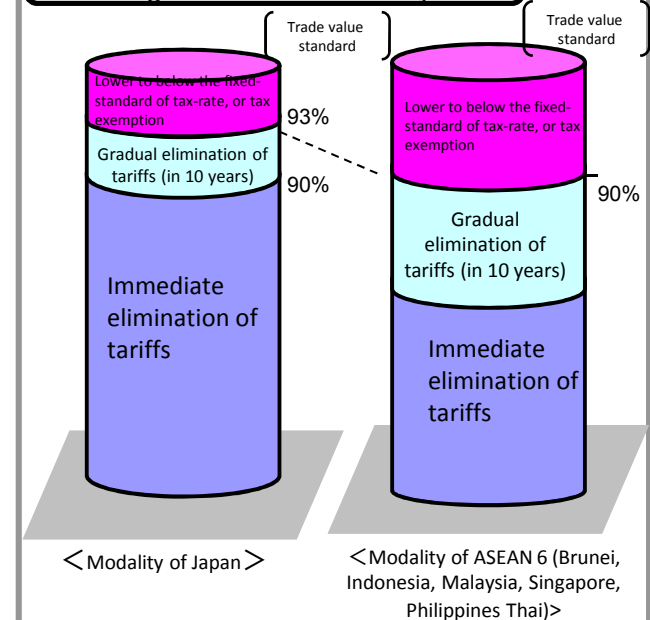 Trade value
standard
Trade value
standard
Lower to below the fixed-
standard of tax-rate, or tax
exemption
93%
Gradual elimination of
tariffs (in 10 years)
90%
Immediate
elimination of
tariffs
Lower to below the fixed-
standard of tax-rate, or tax
exemption
90%
Gradual
elimination of
tariffs (in 10 years)
Immediate
elimination of
tariffs
＜Modality of Japan＞
＜Modality of ASEAN 6 (Brunei,
Indonesia, Malaysia, Singapore,
Philippines Thai)>